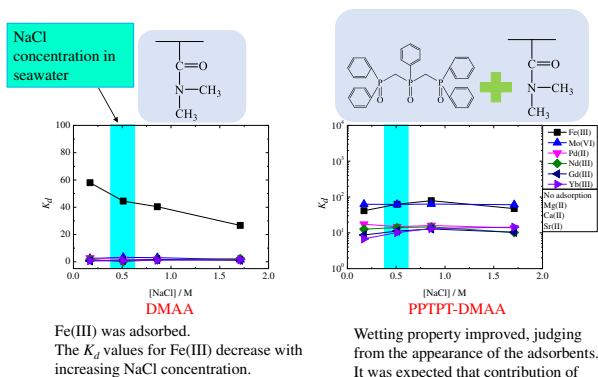 NaCl
concentration in
seawater
C=O
N—CH3
CH3
P
P
P
O
O
O
C=O
N—CH3
CH3
100
80
60
40
20
0
Kd
0.0 0.5 1.0 1.5 2.0
[NaCl] / M
DMAA
10^4
10^3
10^2
10^1
10^0
Kd
0.0 0.5 1.0 1.5 2.0
[NaCl] / M
PPTPT-DMAA
Fe(III)
Mo(VI)
Pd(II)
Nd(III)
Gd(III)
Yb(III)
No adsorption
Mg(II)
Ca(II)
Sr(II)
Fe(III) was adsorbed.
The Kd values for Fe(III) decrease with
increasing NaCl concentration.
Wetting property improved, judging
from the appearance of the adsorbents.
It was expected that contribution of